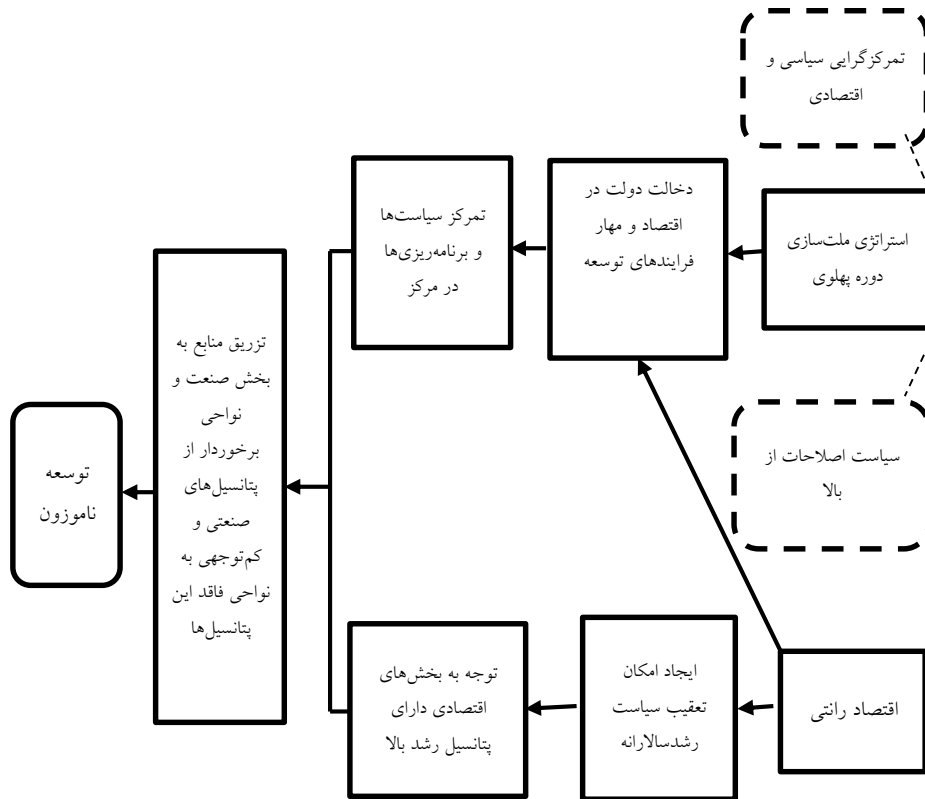 تمرکزگرایی سیاسی و
اقتصادی
استراتژی ملت‌سازی
دوره پهلوی
سیاست اصلاحات از
بالا
اقتصاد رانتی
دخالت دولت در
اقتصاد و مهار
فرایندهای توسعه
ایجاد امکان
تعقیب سیاست
رشدسالارانه
تمرکز سیاست‌ها
و برنامه‌ریزی‌ها
در مرکز
توجه به بخش‌های
اقتصادی دارای
پتانسیل رشد بالا
تزریق منابع به
بخش صنعت و
نواحی
برخوردار از
پتانسیل‌های
صنعتی و
کم‌توجهی به
نواحی فاقد این
پتانسیل‌ها
توسعه
ناموزون